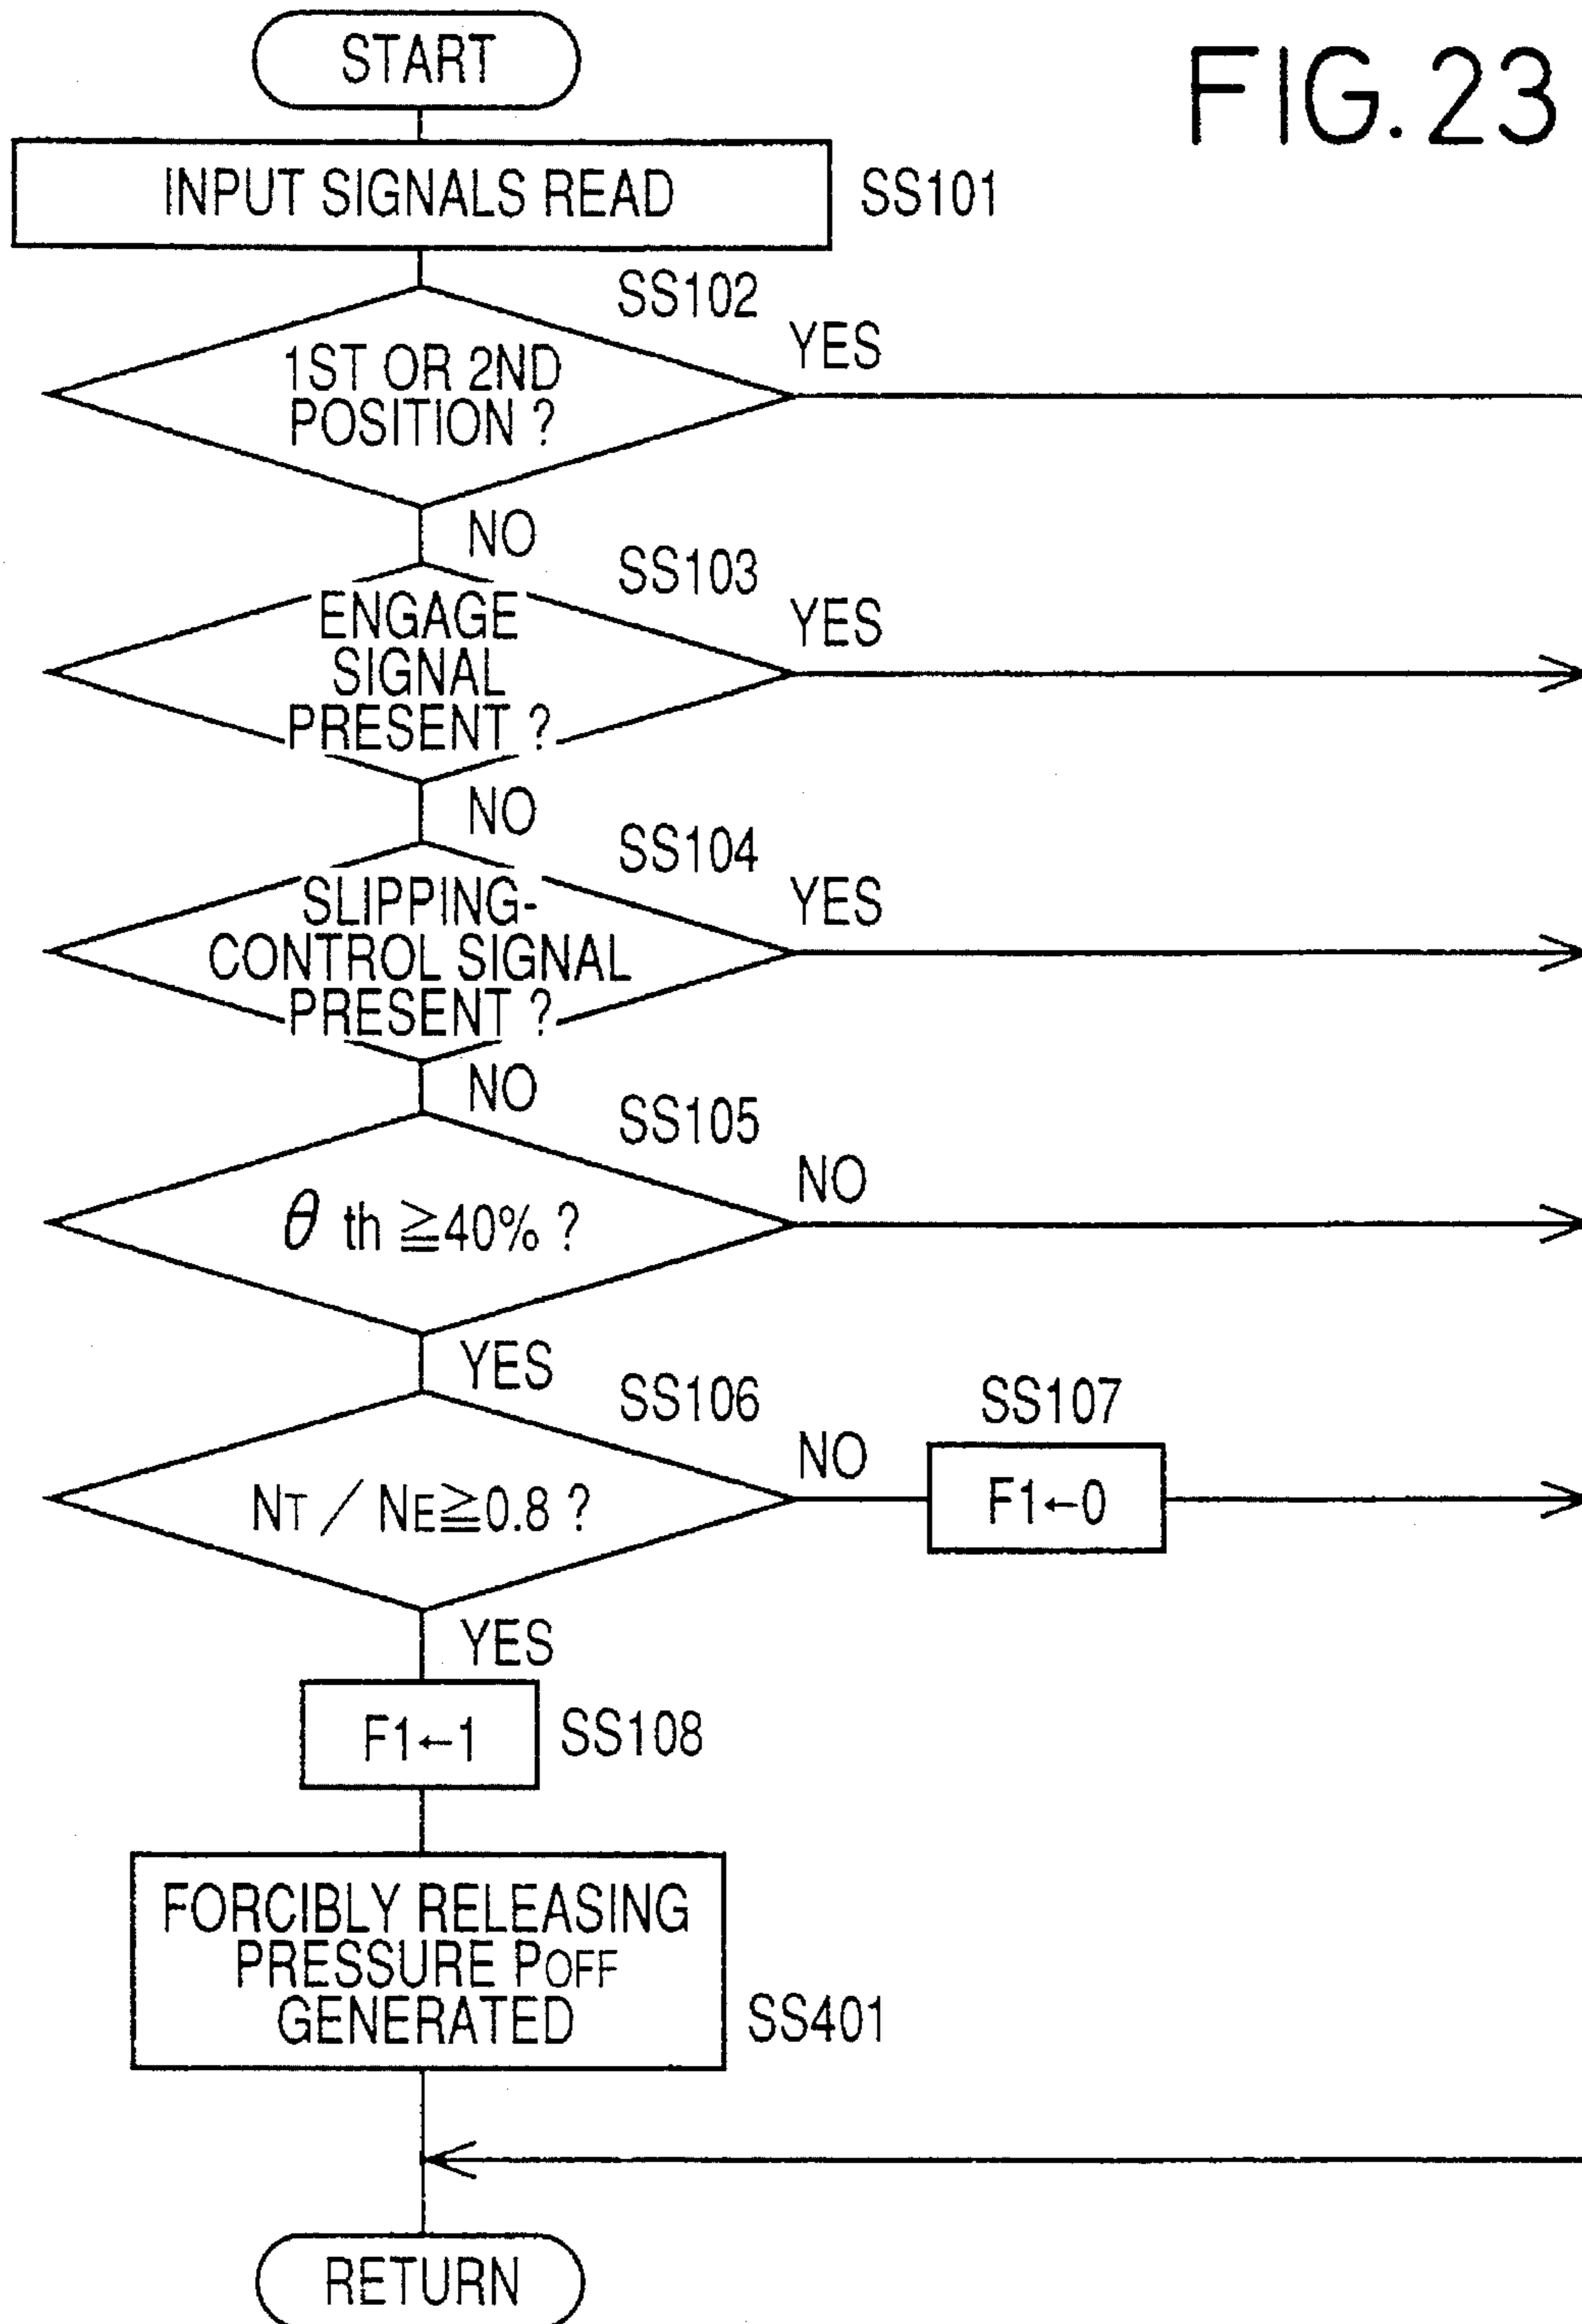 START
FIG.23
INPUT SIGNALS READ
SS101
SS102
1ST OR 2ND
POSITION ?
YES
NO
SS103
ENGAGE
SIGNAL
PRESENT ?
YES
NO
SS104
SLIPPING-
CONTROL SIGNAL
PRESENT ?
YES
NO
SS105
θ th ≧40% ?
NO
YES
SS106
NT / NE≧0.8 ?
NO
SS107
F1←0
YES
F1←1
SS108
FORCIBLY RELEASING
PRESSURE POFF
GENERATED
SS401
RETURN